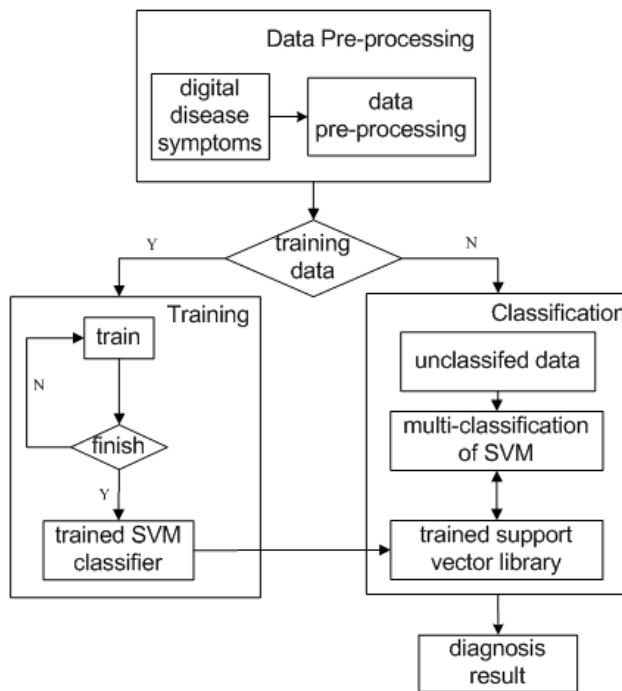 Data Pre-processing
digital
disease
symptoms
data
pre-processing
training
data
Y
N
Training
train
N
finish
Y
trained SVM
classifier
Classification
unclassifed data
multi-classification
of SVM
trained support
vector library
diagnosis
result